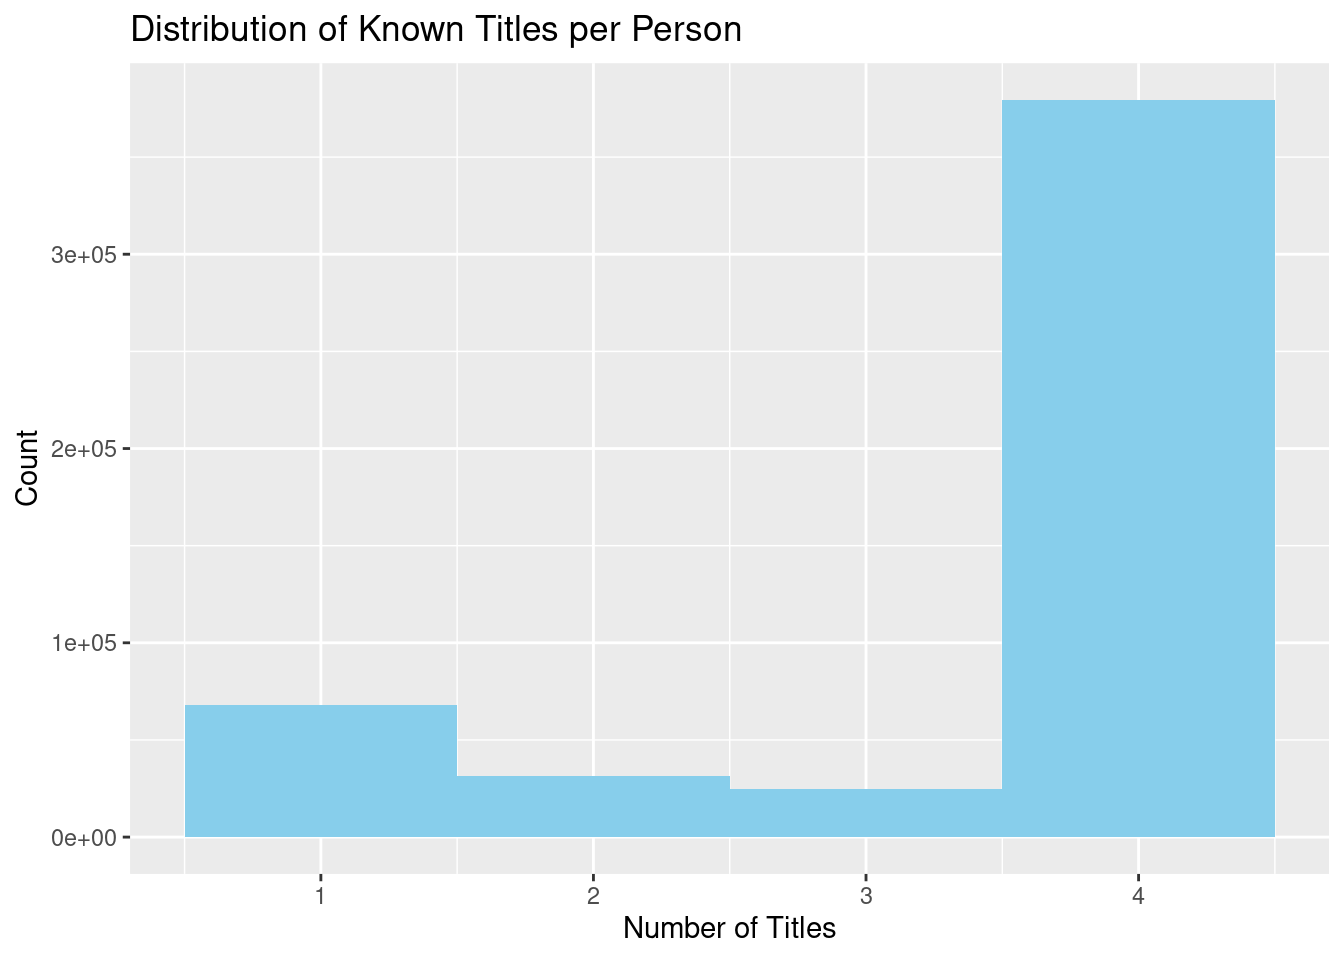 Distribution of Known Titles per Person
3e+05
2e+05
1e+05
0e+00
Count
1 2 3 4
Number of Titles